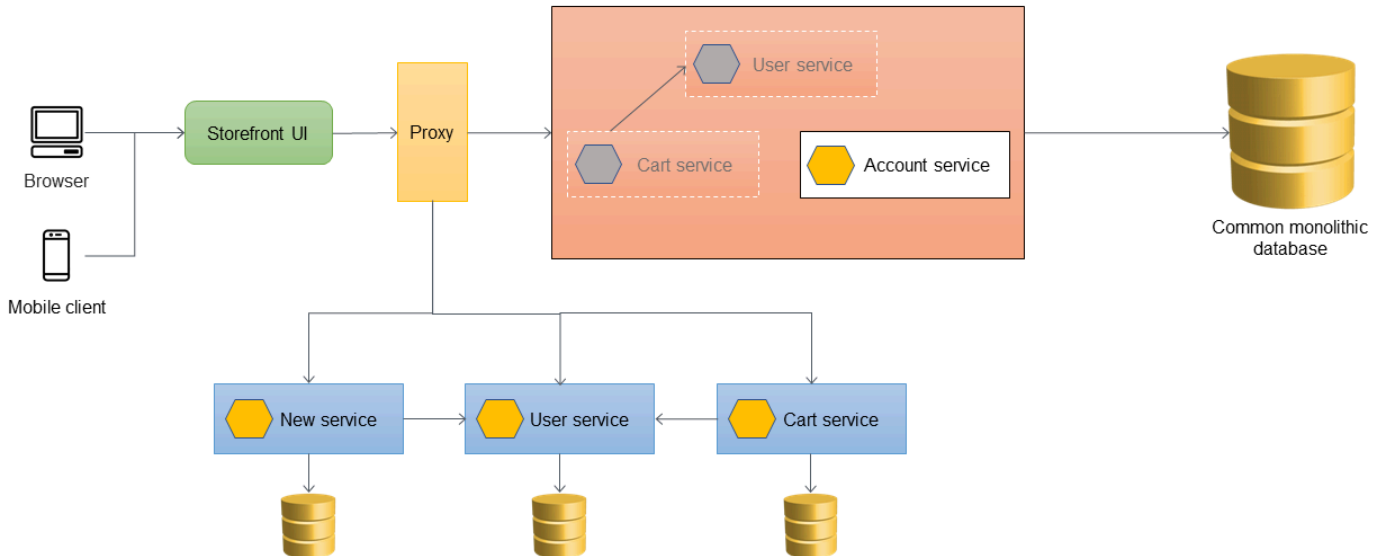 User service
Storefront UI
Proxy
Cart service
Account service
Browser
Common monolithic
database
Mobile client
New service
User service
Cart service